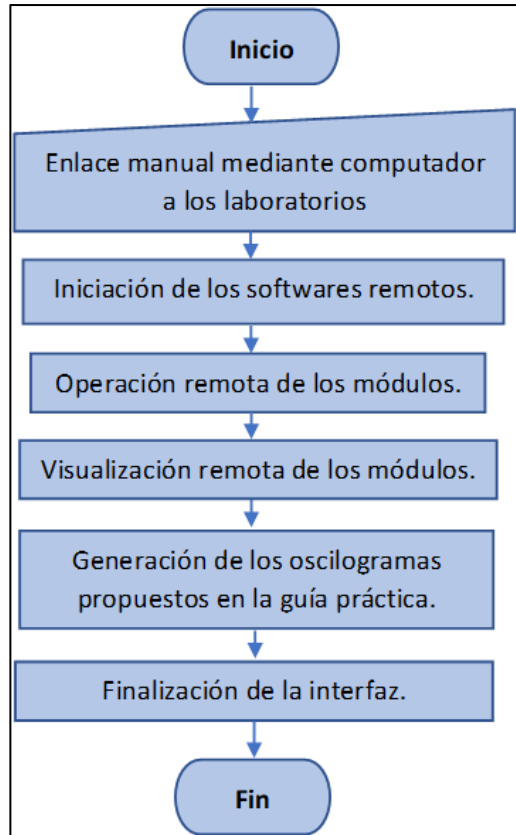 Inicio
Enlace manual mediante computador
a los laboratorios
Iniciación de los softwares remotos.
Operación remota de los módulos.
Visualización remota de los módulos.
Generación de los oscilogramas
propuestos en la guía práctica.
Finalización de la interfaz.
Fin